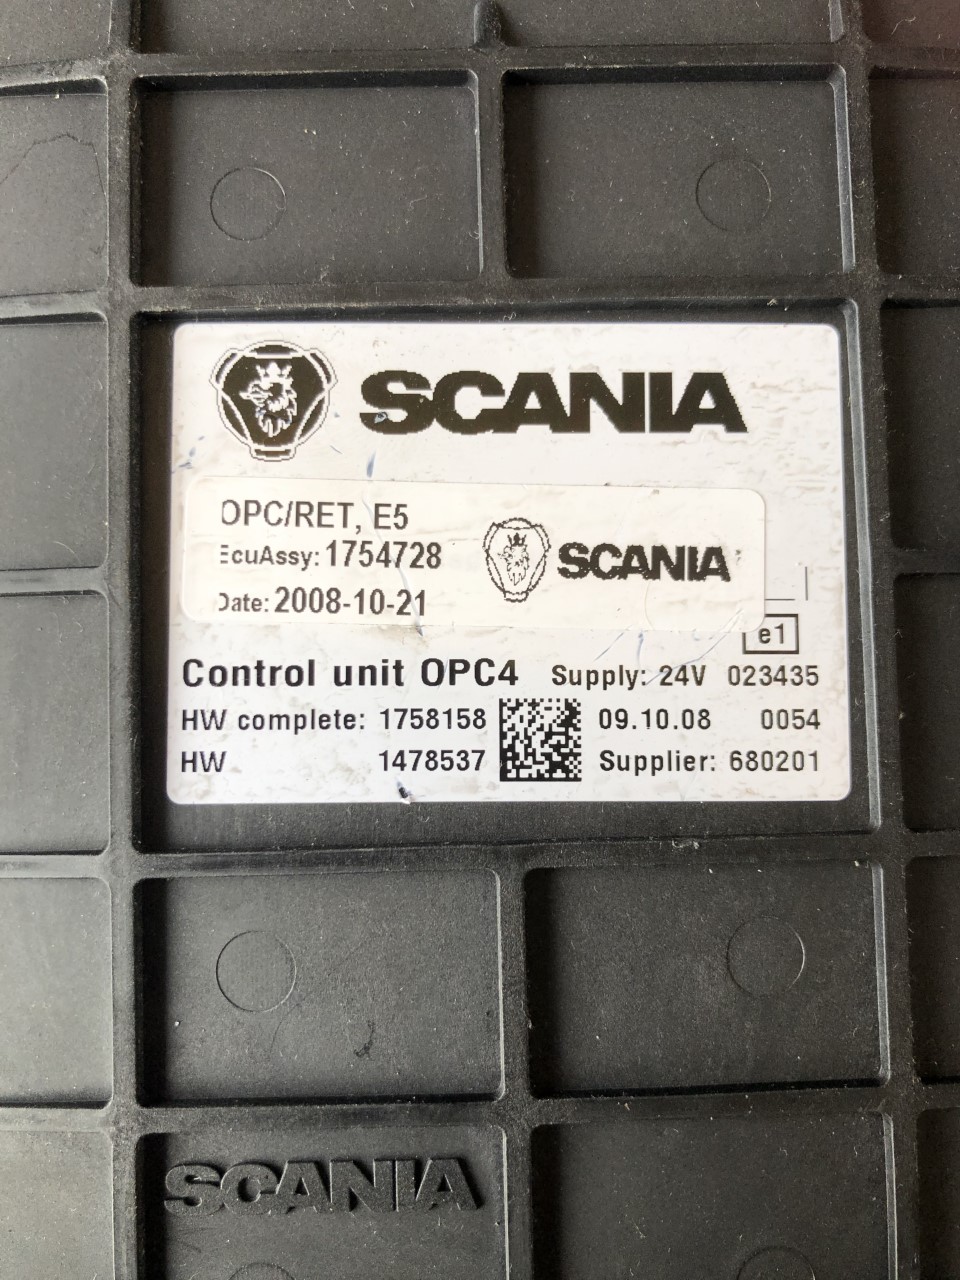 SCANIA
OPC/RET, E5
EcuAssy: 1754728
SCANIA
Date: 2008-10-21
e1
Control unit OPC4 Supply: 24V 023435
HW complete: 1758158 09.10.08 0054
HW 1478537 Supplier: 680201
SCANIA